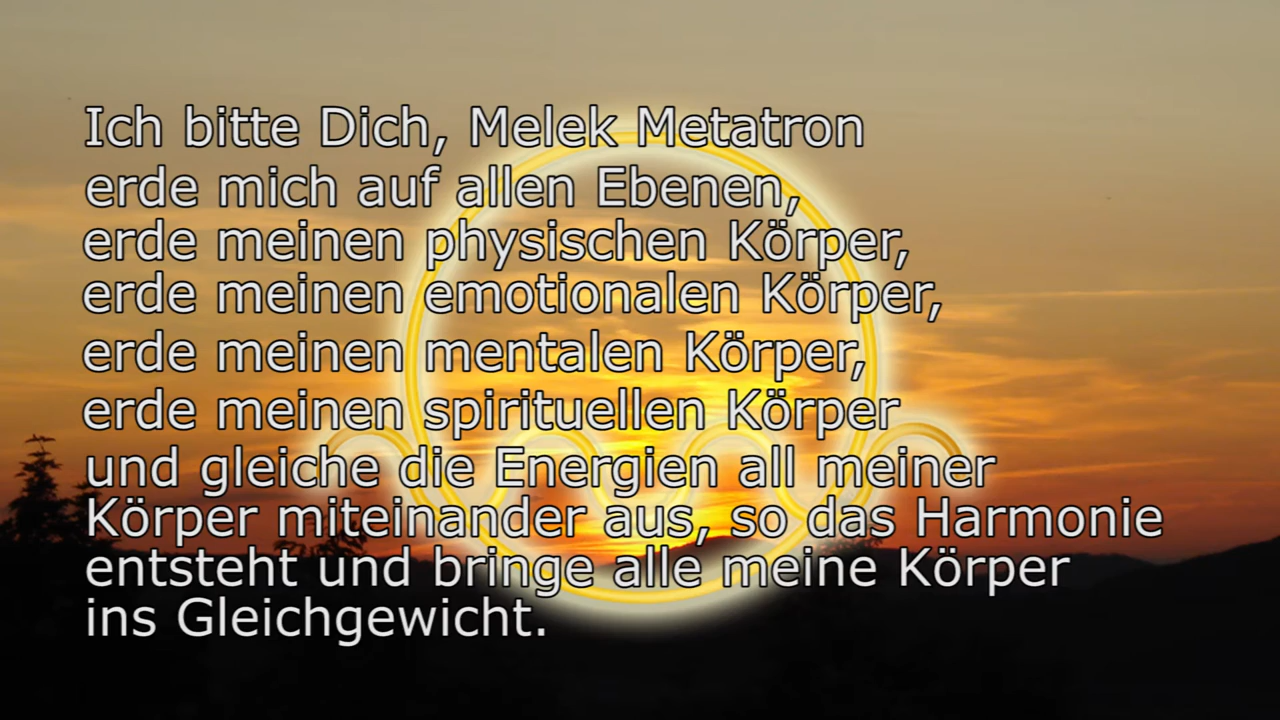 Ich bitte Dich, Melek Metatron
erde mich auf allen Ebenen,
erde meinen physischen Körper,
erde meinen emotionalen Körper,
erde meinen mentalen Körper,
erde meinen spirituellen Körper
und gleiche die Energien all meiner
Körper miteinander aus, so das Harmonie
entsteht und bringe alle meine Körper
ins Gleichgewicht.